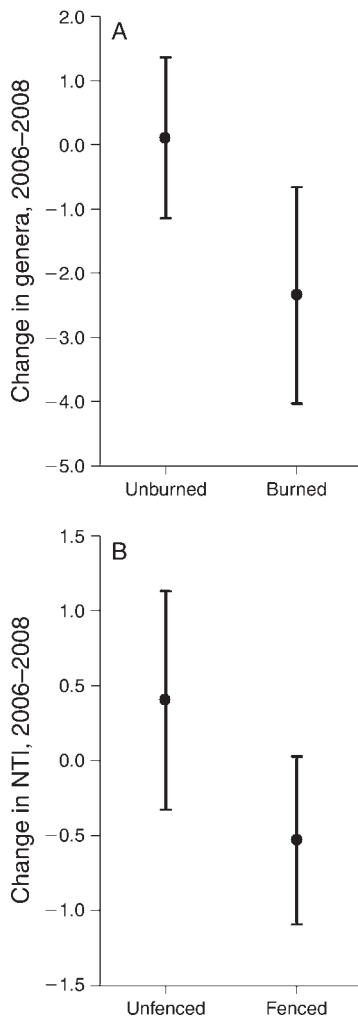 A
Change in genera, 2006–2008
2.0
1.0
0.0
−1.0
−2.0
−3.0
−4.0
−5.0
Unburned Burned
B
Change in NTI, 2006–2008
1.5
1.0
0.5
0.0
−0.5
−1.0
−1.5
Unfenced Fenced